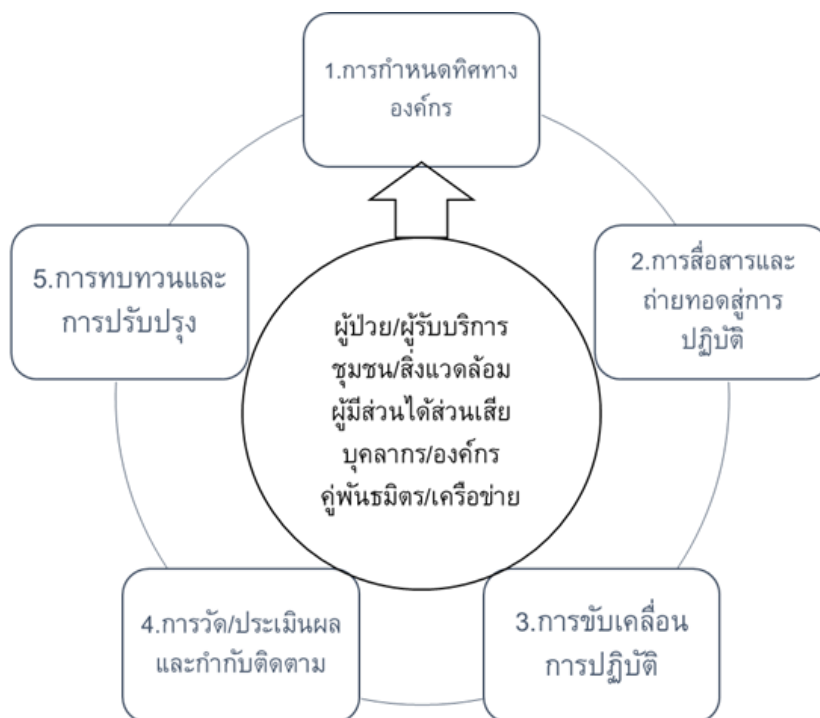 1.การกำหนดทิศทาง
องค์กร
2.การสื่อสารและ
ถ่ายทอดสู่การ
ปฏิบัติ
3.การขับเคลื่อน
การปฏิบัติ
4.การวัด/ประเมินผล
และกำกับติดตาม
5.การทบทวนและ
การปรับปรุง
ผู้ป่วย/ผู้รับบริการ
ชุมชน/สิ่งแวดล้อม
ผู้มีส่วนได้ส่วนเสีย
บุคลากร/องค์กร
คู่พันธมิตร/เครือข่าย